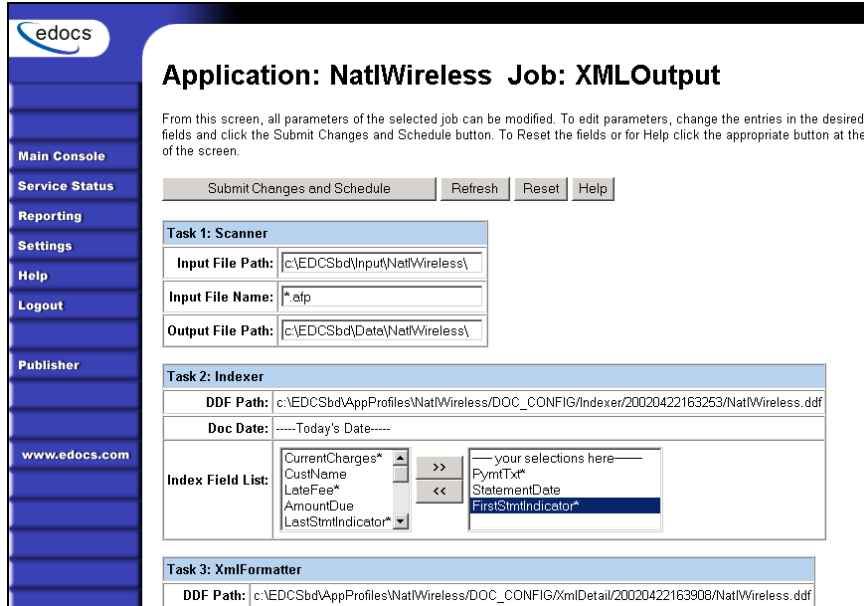 edocs
Application: NatlWireless Job: XMLOutput
From this screen, all parameters of the selected job can be modified. To edit parameters, change the entries in the desired
fields and click the Submit Changes and Schedule button. To Reset the fields or for Help click the appropriate button at the
of the screen.
Submit Changes and Schedule Refresh Reset Help
Main Console
Service Status
Reporting
Settings
Help
Logout
Publisher
www.edocs.com
Task 1: Scanner
Input File Path: c:\EDCSbd\Input\NatlWireless\
Input File Name: *.afp
Output File Path: c:\EDCSbd\Data\NatlWireless\
Task 2: Indexer
DDF Path: c:\EDCSbd\AppProfiles\NatlWireless/DOC_CONFIG/Indexer/20020422163253/NatlWireless.ddf
Doc Date: -----Today's Date-----
Index Field List:
CurrentCharges*
CustName
LateFee*
AmountDue
LastStmtIndicator*
>>
<<
---- your selections here------
PymtTxt*
StatementDate
FirstStmtIndicator*
Task 3: XmlFormatter
DDF Path: c:\EDCSbd\AppProfiles\NatlWireless/DOC_CONFIG/XmlDetail/20020422163908/NatlWireless.ddf